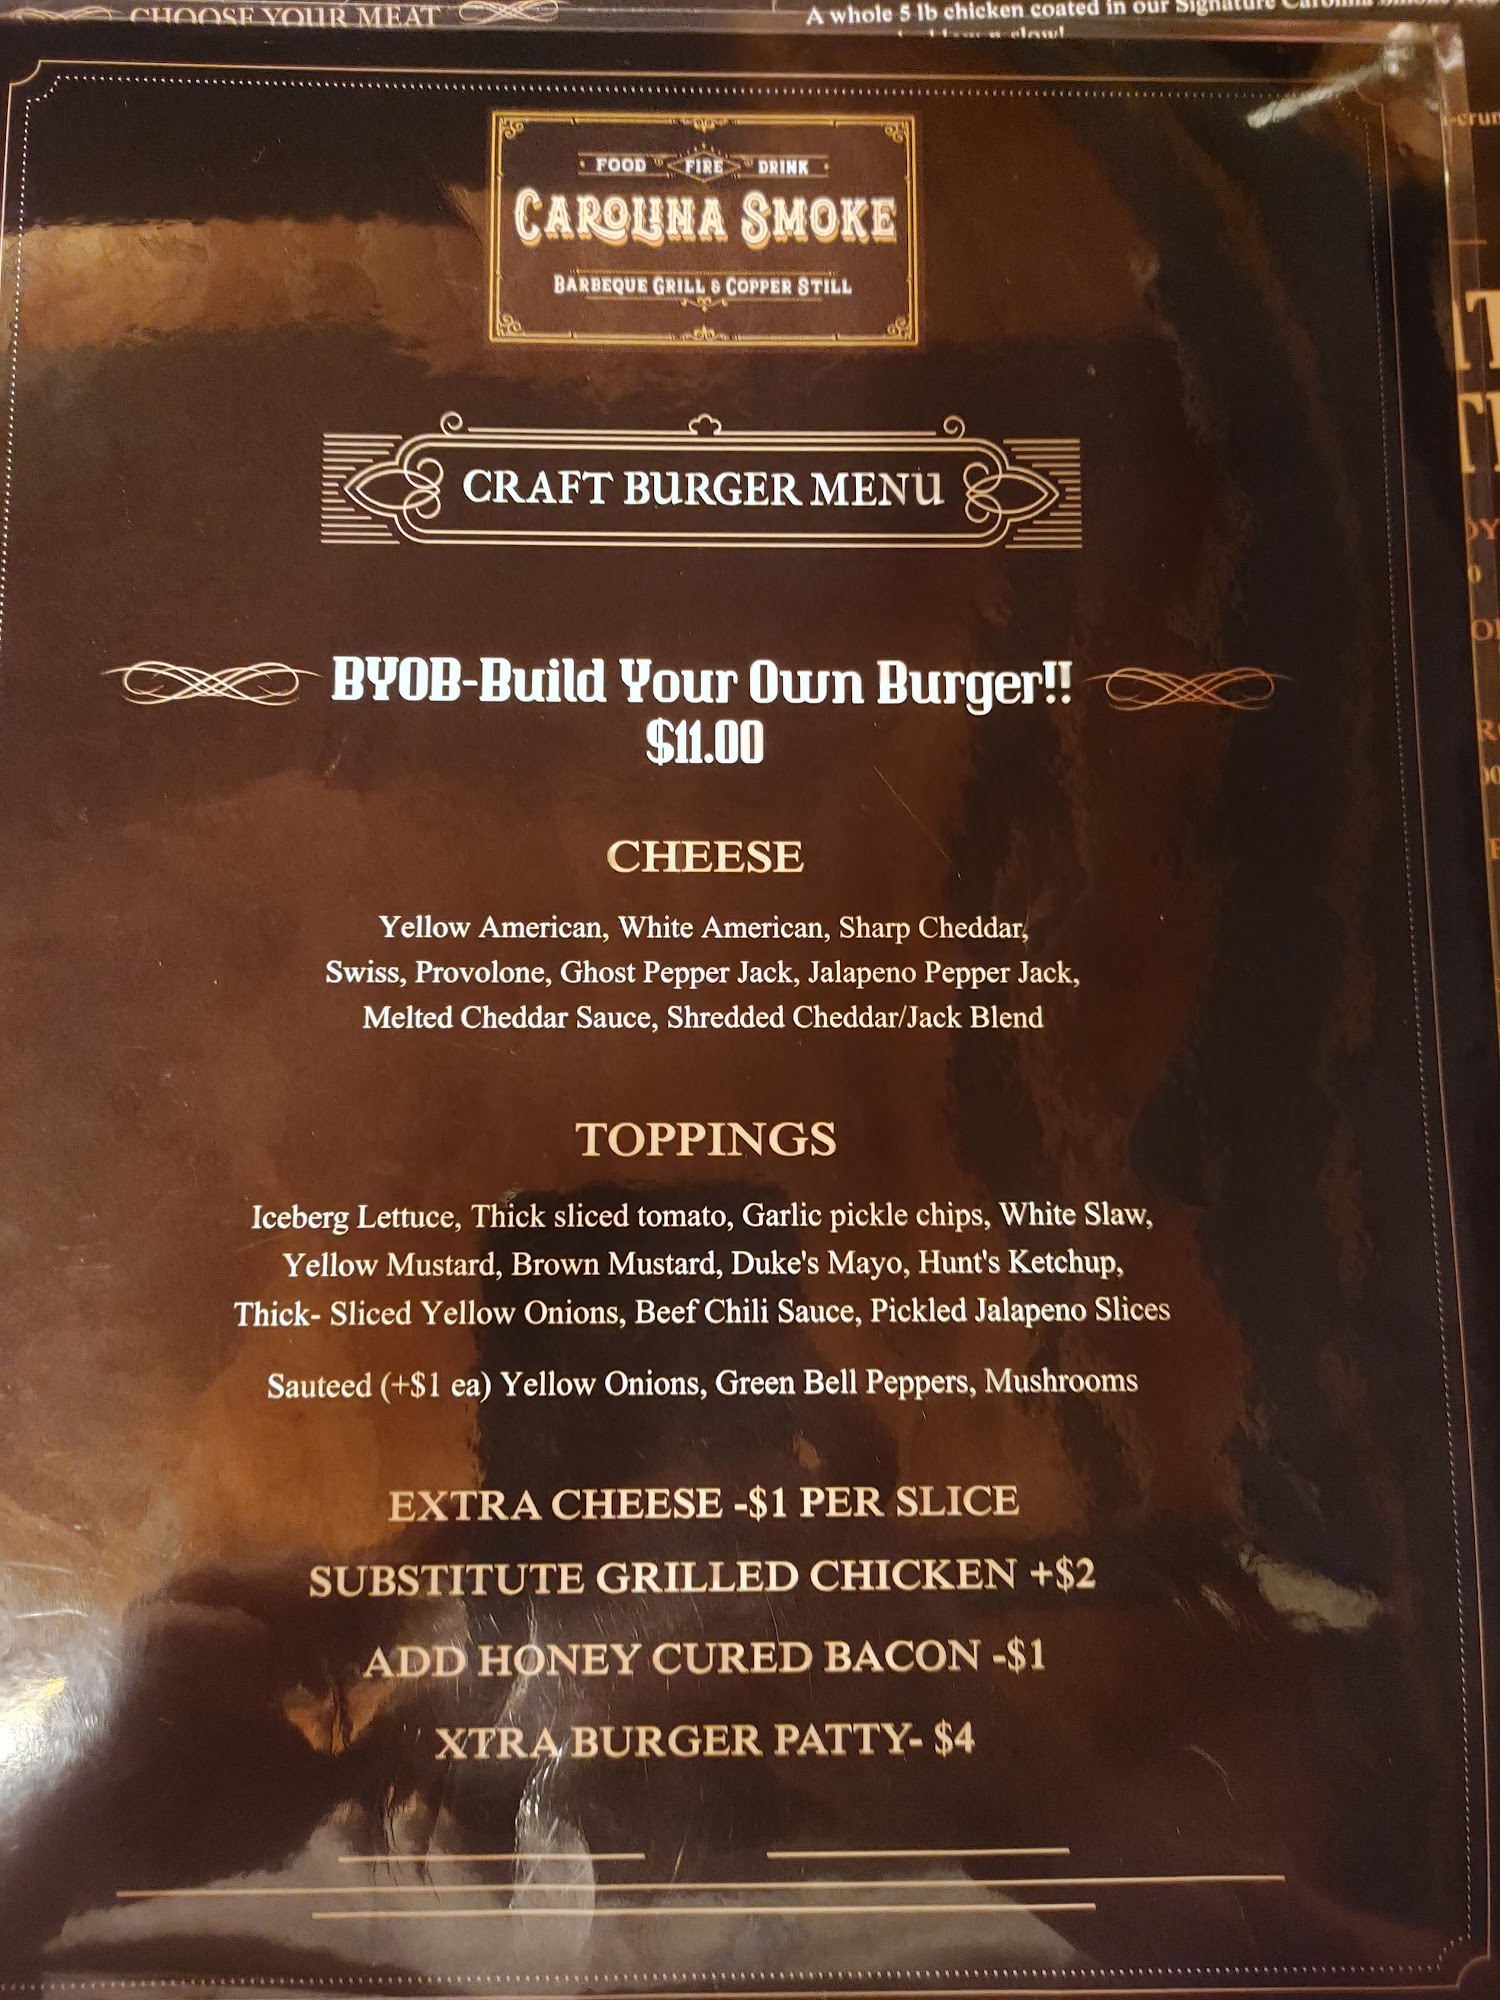 CHOOSE YOUR MEAT
A whole 5 lb chicken coated in our Signature Carolina
FOOD FIRE DRINK
CAROLINA SMOKE
BARBEQUE GRILL & COPPER STILL
CRAFT BURGER MENU
BYOB-Build Your Own Burger!!
$11.00
CHEESE
Yellow American, White American, Sharp Cheddar,
Swiss, Provolone, Ghost Pepper Jack, Jalapeno Pepper Jack,
Melted Cheddar Sauce, Shredded Cheddar/Jack Blend
TOPPINGS
Iceberg Lettuce, Thick sliced tomato, Garlic pickle chips, White Slaw,
Yellow Mustard, Brown Mustard, Duke's Mayo, Hunt's Ketchup,
Thick- Sliced Yellow Onions, Beef Chili Sauce, Pickled Jalapeno Slices
Sauteed (+$1 ea) Yellow Onions, Green Bell Peppers, Mushrooms
EXTRA CHEESE -$1 PER SLICE
SUBSTITUTE GRILLED CHICKEN +$2
ADD HONEY CURED BACON -$1
XTRA BURGER PATTY- $4